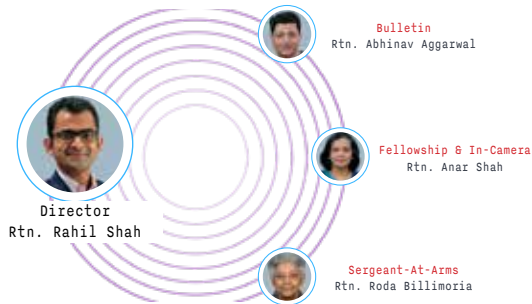 Bulletin
Rtn. Abhinav Aggarwal
Fellowship & In-Camera
Rtn. Anar Shah
Director
Rtn. Rahil Shah
Sergeant-At-Arms
Rtn. Roda Billimoria